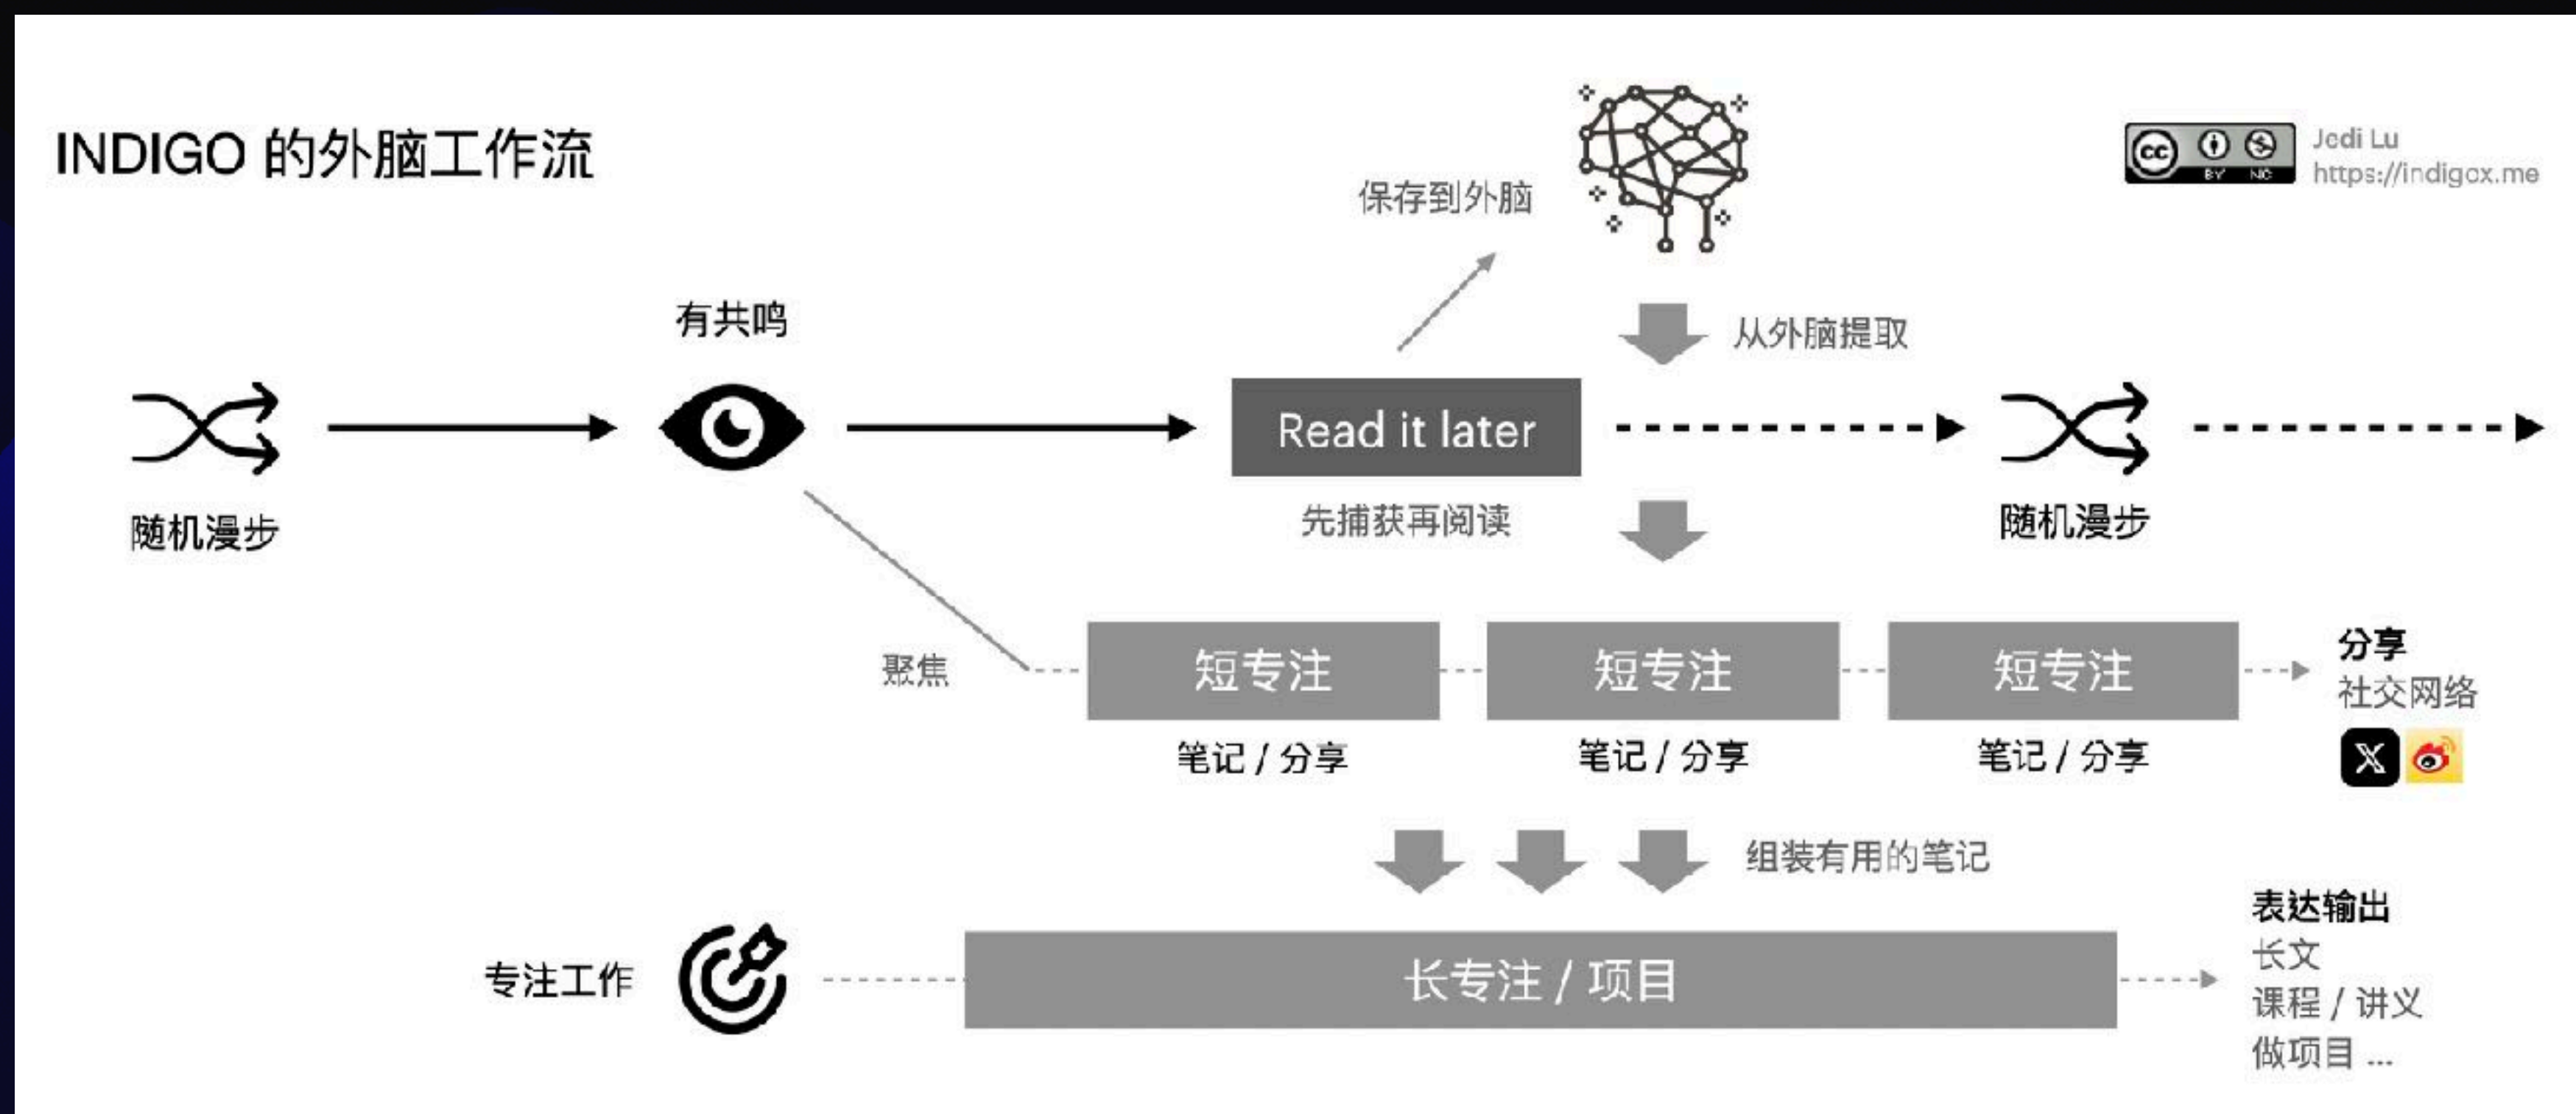 INDIGO 的外脑工作流
cc
BY NC
Jedi Lu
https://indigox.me
保存到外脑
从外脑提取
有共鸣
随机漫步
Read it later
先捕获再阅读
随机漫步
聚焦
短专注
短专注
短专注
笔记 / 分享
笔记 / 分享
笔记 / 分享
分享
社交网络
X
组装有用的笔记
专注工作
长专注 / 项目
表达输出
长文
课程 / 讲义
做项目 ...